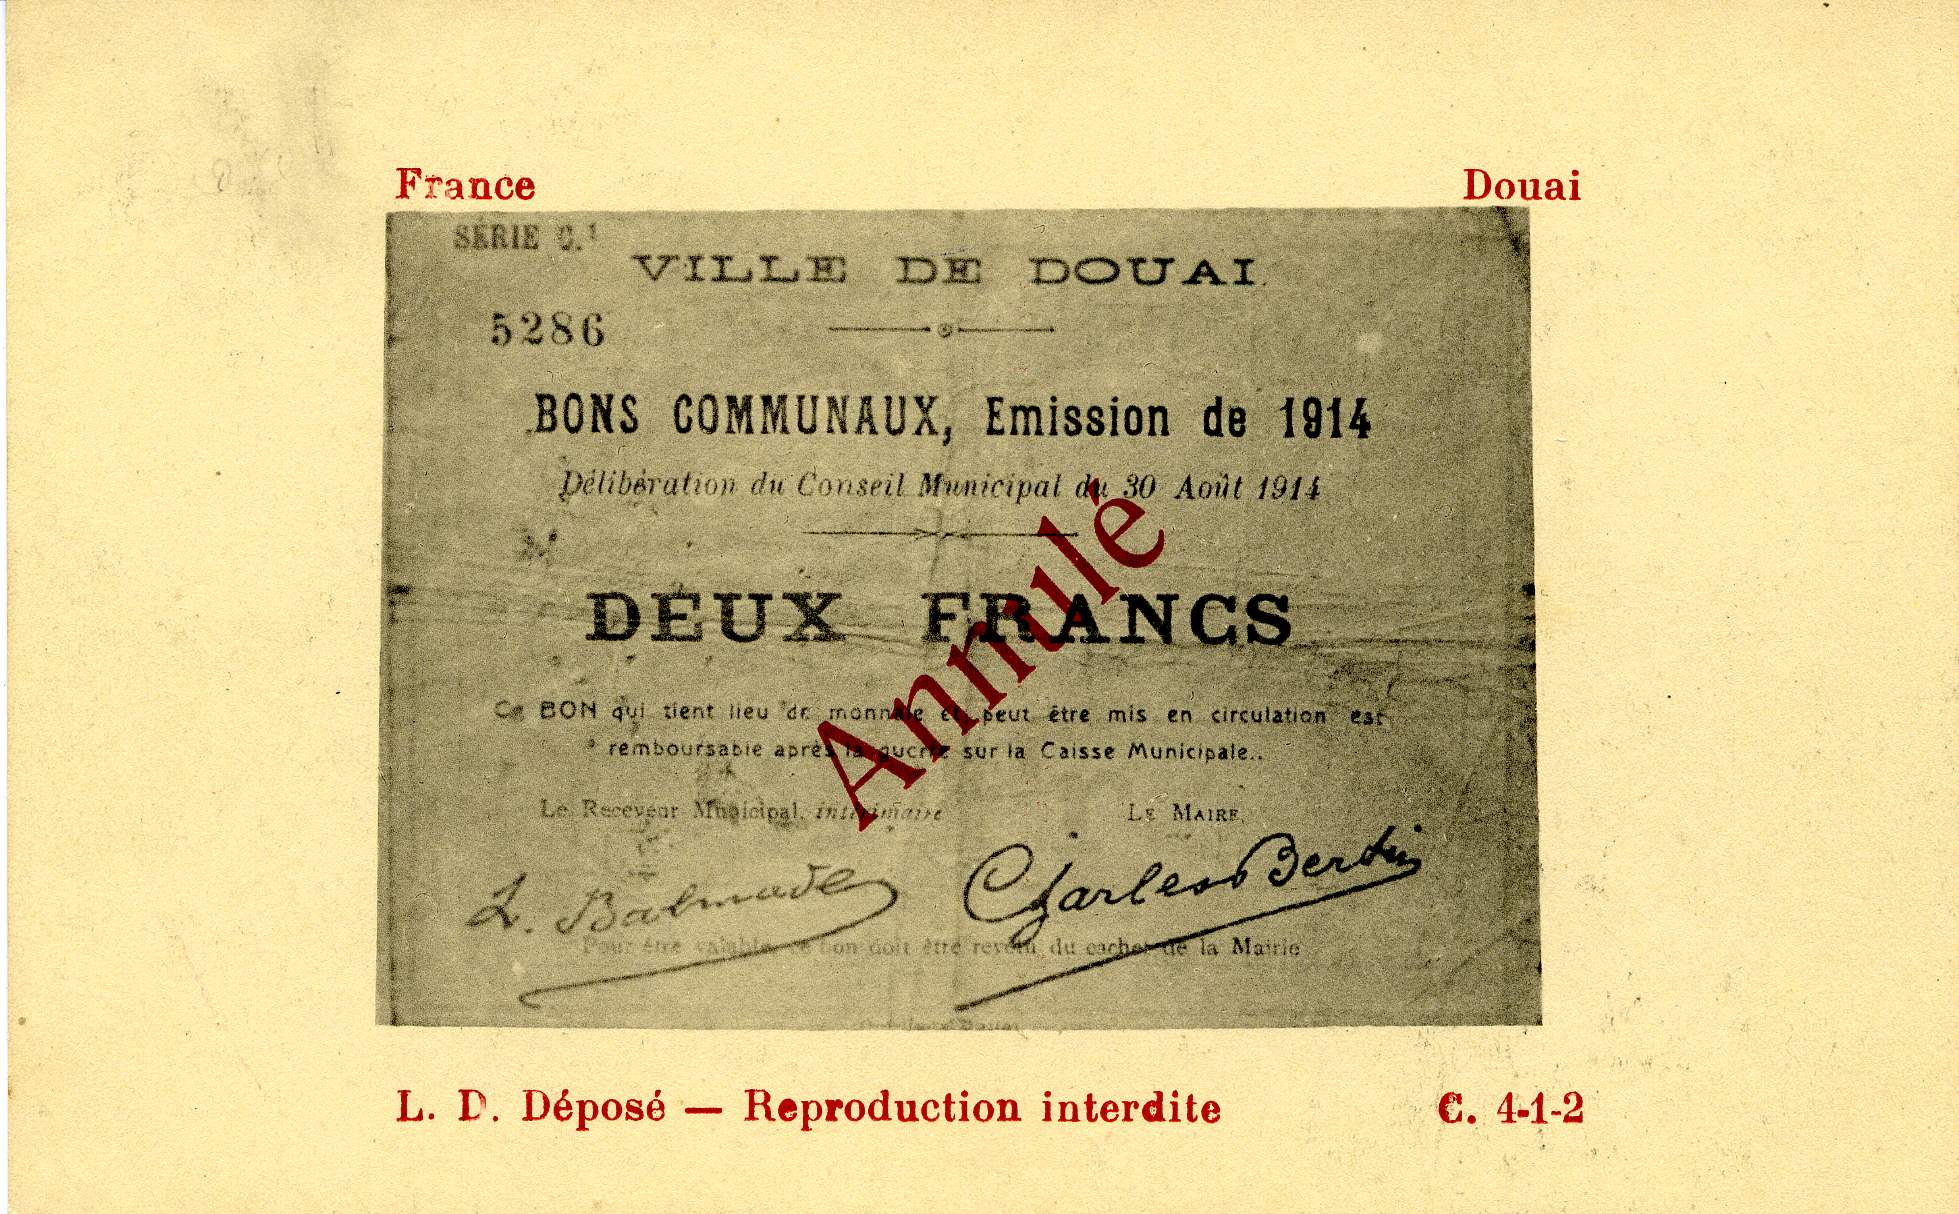 France
Douai
SÉRIE C.¹
VILLE DE DOUAI
5286
BONS COMMUNAUX, Emission de 1914
Délibération du Conseil Municipal du 30 Août 1914
DEUX FRANCS
Ce BON qui tient lieu de monnaie et peut être mis en circulation est
remboursable après la guerre sur la Caisse Municipale.
Annulé
Le Receveur Municipal, intérimaire
LE MAIRE,
Charles Bertin
Pour être valable, ce bon doit être revêtu du cachet de la Mairie
L. D. Déposé — Reproduction interdite
C. 4-1-2